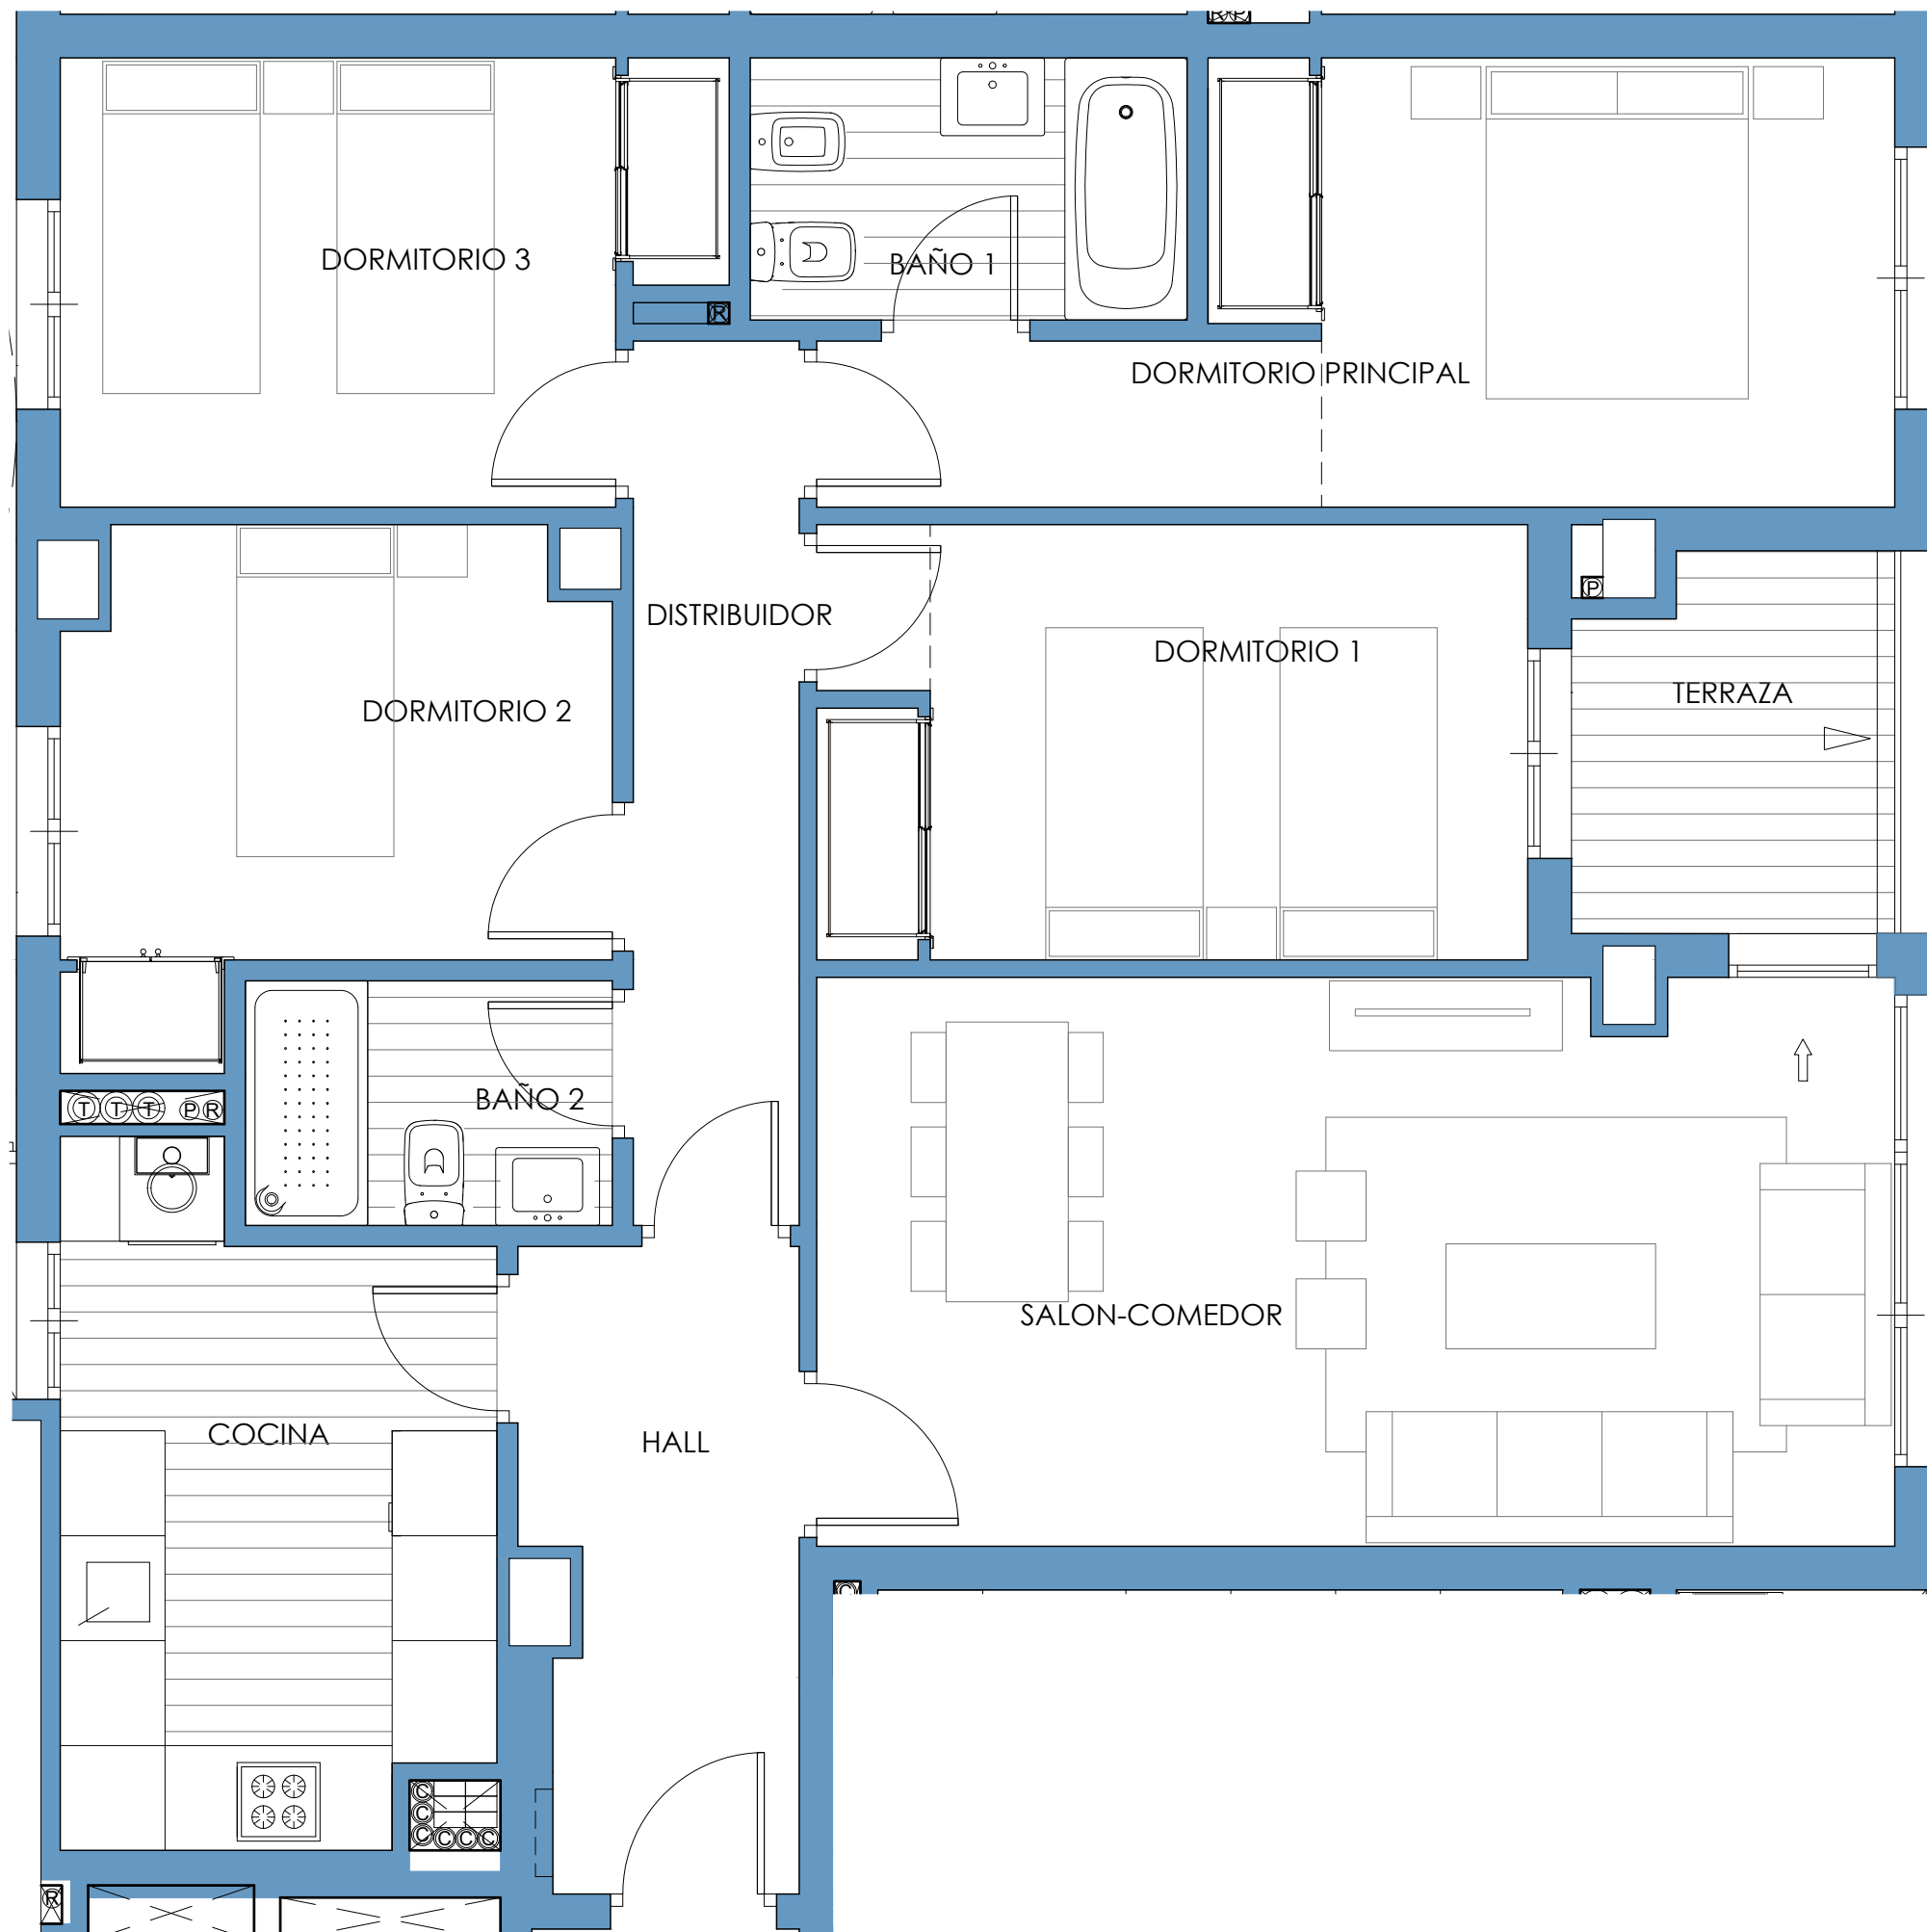 R
R
DORMITORIO 3
BAÑO 1
R
DORMITORIO PRINCIPAL
P
DISTRIBUIDOR
DORMITORIO 1
TERRAZA
DORMITORIO 2
BAÑO 2
T T T P R
SALON-COMEDOR
COCINA
HALL
C
C
C
C C C C
R